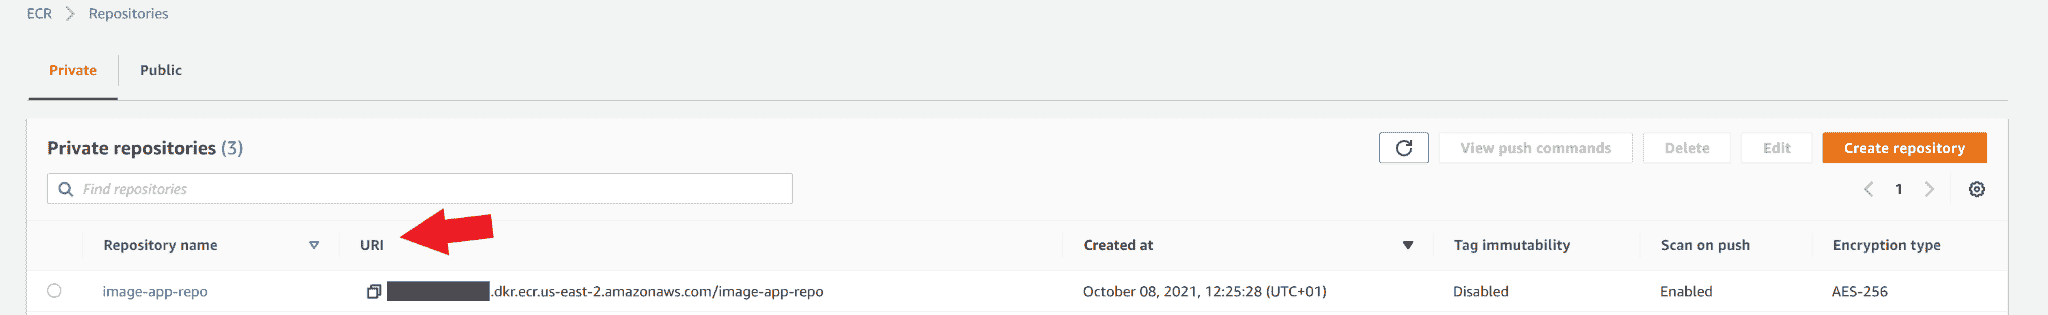 ECR > Repositories
Private Public
Private repositories (3) View push commands Delete Edit Create repository
Find repositories 1
Repository name URI Created at Tag immutability Scan on push Encryption type
image-app-repo .dkr.ecr.us-east-2.amazonaws.com/image-app-repo October 08, 2021, 12:25:28 (UTC+01) Disabled Enabled AES-256